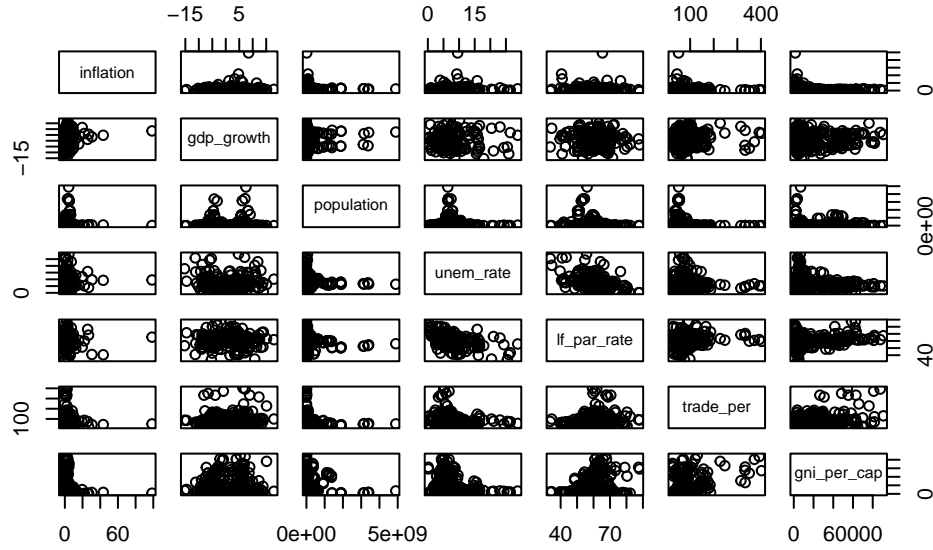 −15 5
0 15
100 400
inflation
0
−15
gdp_growth
population
0e+00
0
unem_rate
lf_par_rate
40
100
trade_per
gni_per_cap
0
0 60
0e+00 5e+09
40 70
0 60000